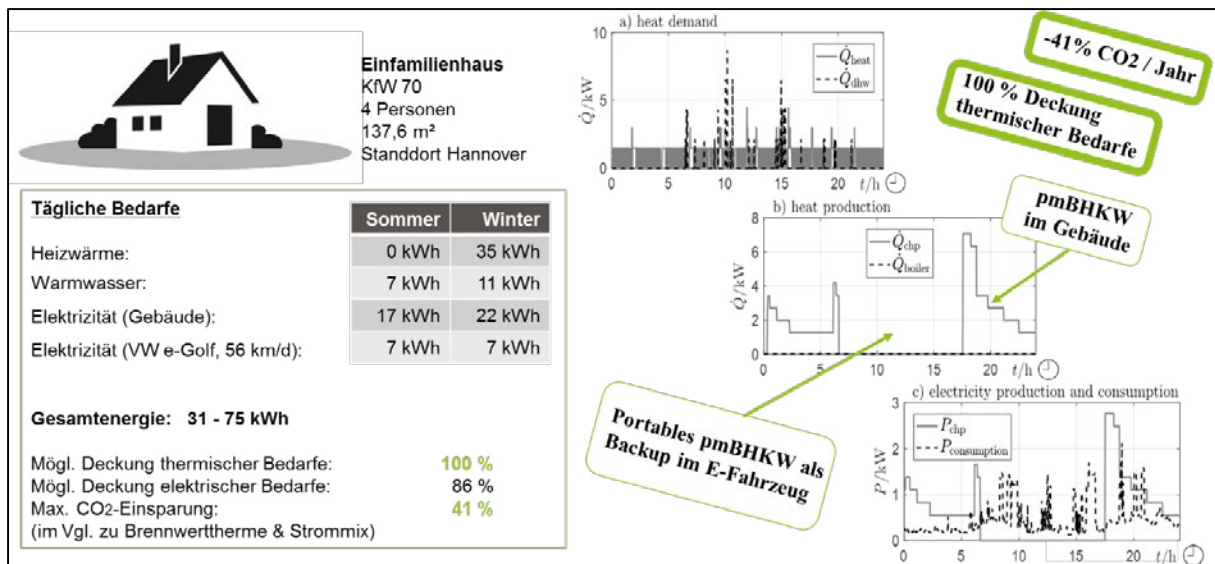 Einfamilienhaus
KfW 70
4 Personen
137,6 m²
Standdort Hannover
Tägliche Bedarfe
Sommer Winter
Heizwärme: 0 kWh 35 kWh
Warmwasser: 7 kWh 11 kWh
Elektrizität (Gebäude): 17 kWh 22 kWh
Elektrizität (VW e-Golf, 56 km/d): 7 kWh 7 kWh
Gesamtenergie: 31 - 75 kWh
Mögl. Deckung thermischer Bedarfe: 100 %
Mögl. Deckung elektrischer Bedarfe: 86 %
Max. CO2-Einsparung: 41 %
(im Vgl. zu Brennwerttherme & Strommix)
a) heat demand
Q̇/kW
10
5
0
Q̇heat
Q̇dhw
0 5 10 15 20 t/h
-41% CO2 / Jahr
100 % Deckung
thermischer Bedarfe
b) heat production
Q̇/kW
8
6
4
2
0
Q̇chp
Q̇boiler
0 5 10 15 20 t/h
pmBHKW
im Gebäude
Portables pmBHKW als
Backup im E-Fahrzeug
c) electricity production and consumption
P/kW
3
2
1
0
Pchp
Pconsumption
0 5 10 15 20 t/h